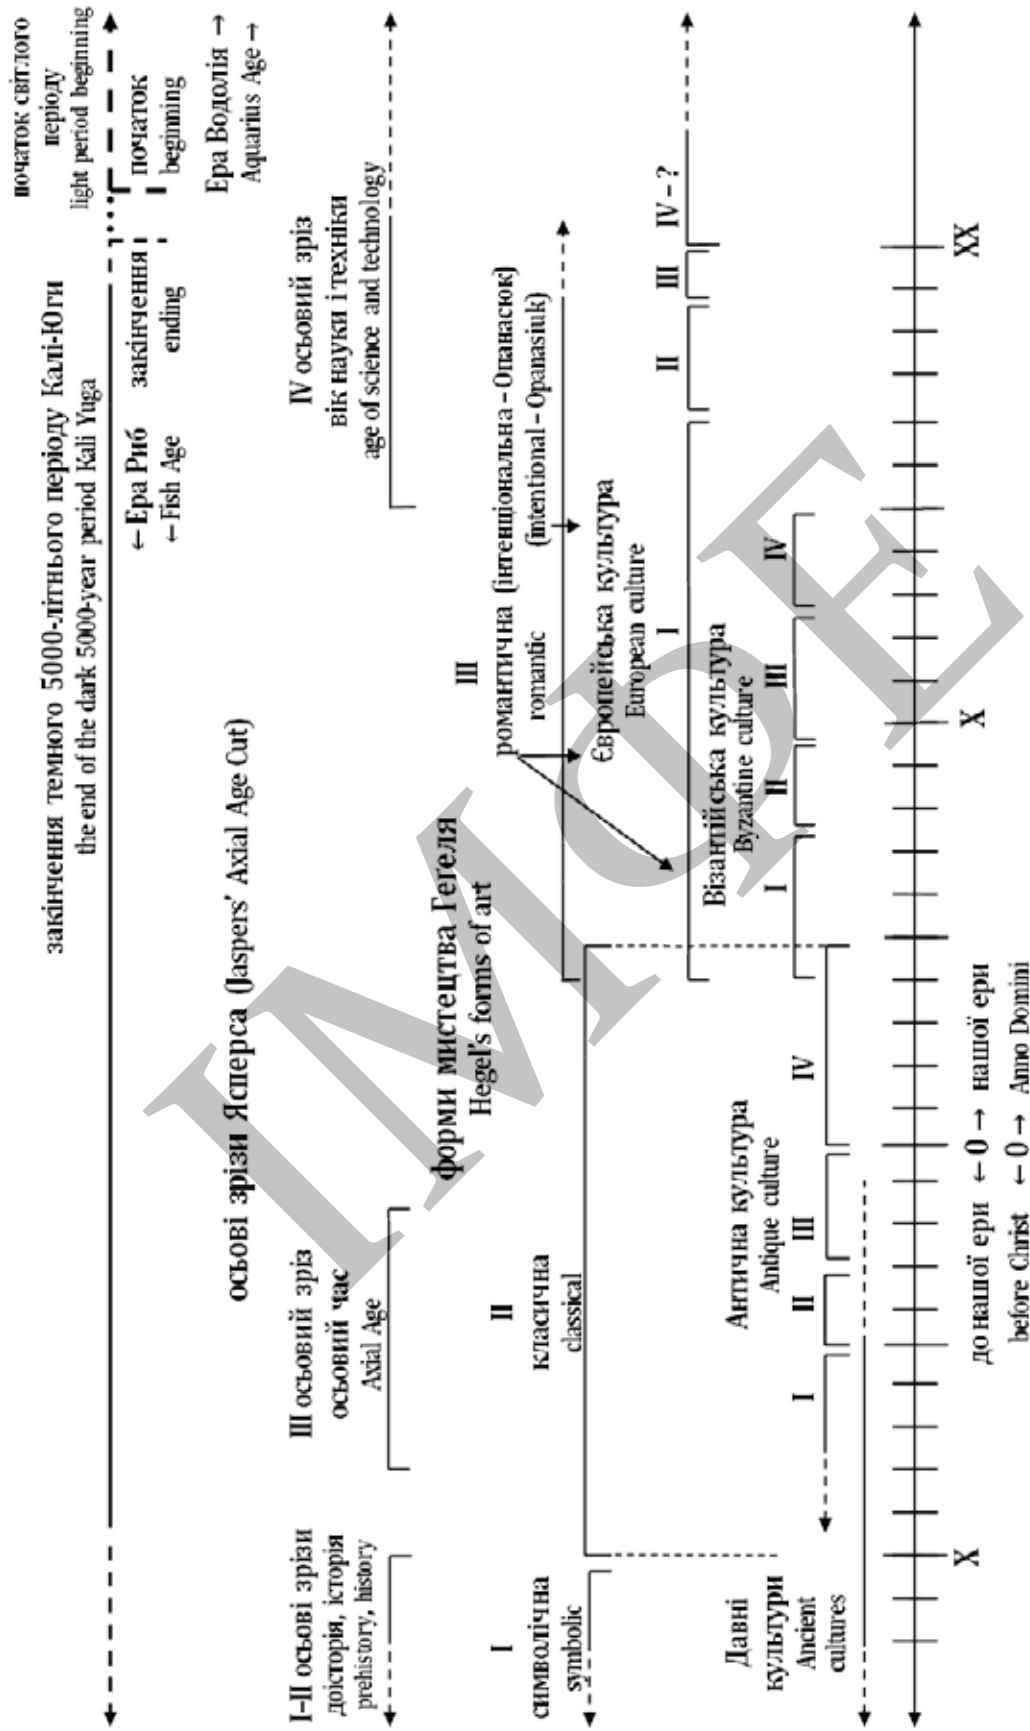 закінчення темного 5000-літнього періоду Калі-Юги
the end of the dark 5000-year period Kali Yuga
початок світлого
періоду
light period beginning
← Ера Риб
← Fish Age
закінчення
ending
початок
beginning
Ера Водолія →
Aquarius Age →
осьові зрізи Ясперса (Jaspers' Axial Age Cut)
I–II осьові зрізи
доісторія, історія
prehistory, history
III осьовий зріз
осьовий час
Axial Age
IV осьовий зріз
вік науки і техніки
age of science and technology
форми мистецтва Гегеля
Hegel's forms of art
I
символічна
symbolic
II
класична
classical
III
романтична (інтенціональна – Опанасюк)
romantic (intentional – Opanasiuk)
Європейська культура
European culture
I II III IV – ?
Давні
культури
Ancient
cultures
Антична культура
Antique culture
I II III IV
Візантійська культура
Byzantine culture
I II III IV
X X XX
до нашої ери ← 0 → нашої ери
before Christ ← 0 → Anno Domini
ІМФЕ